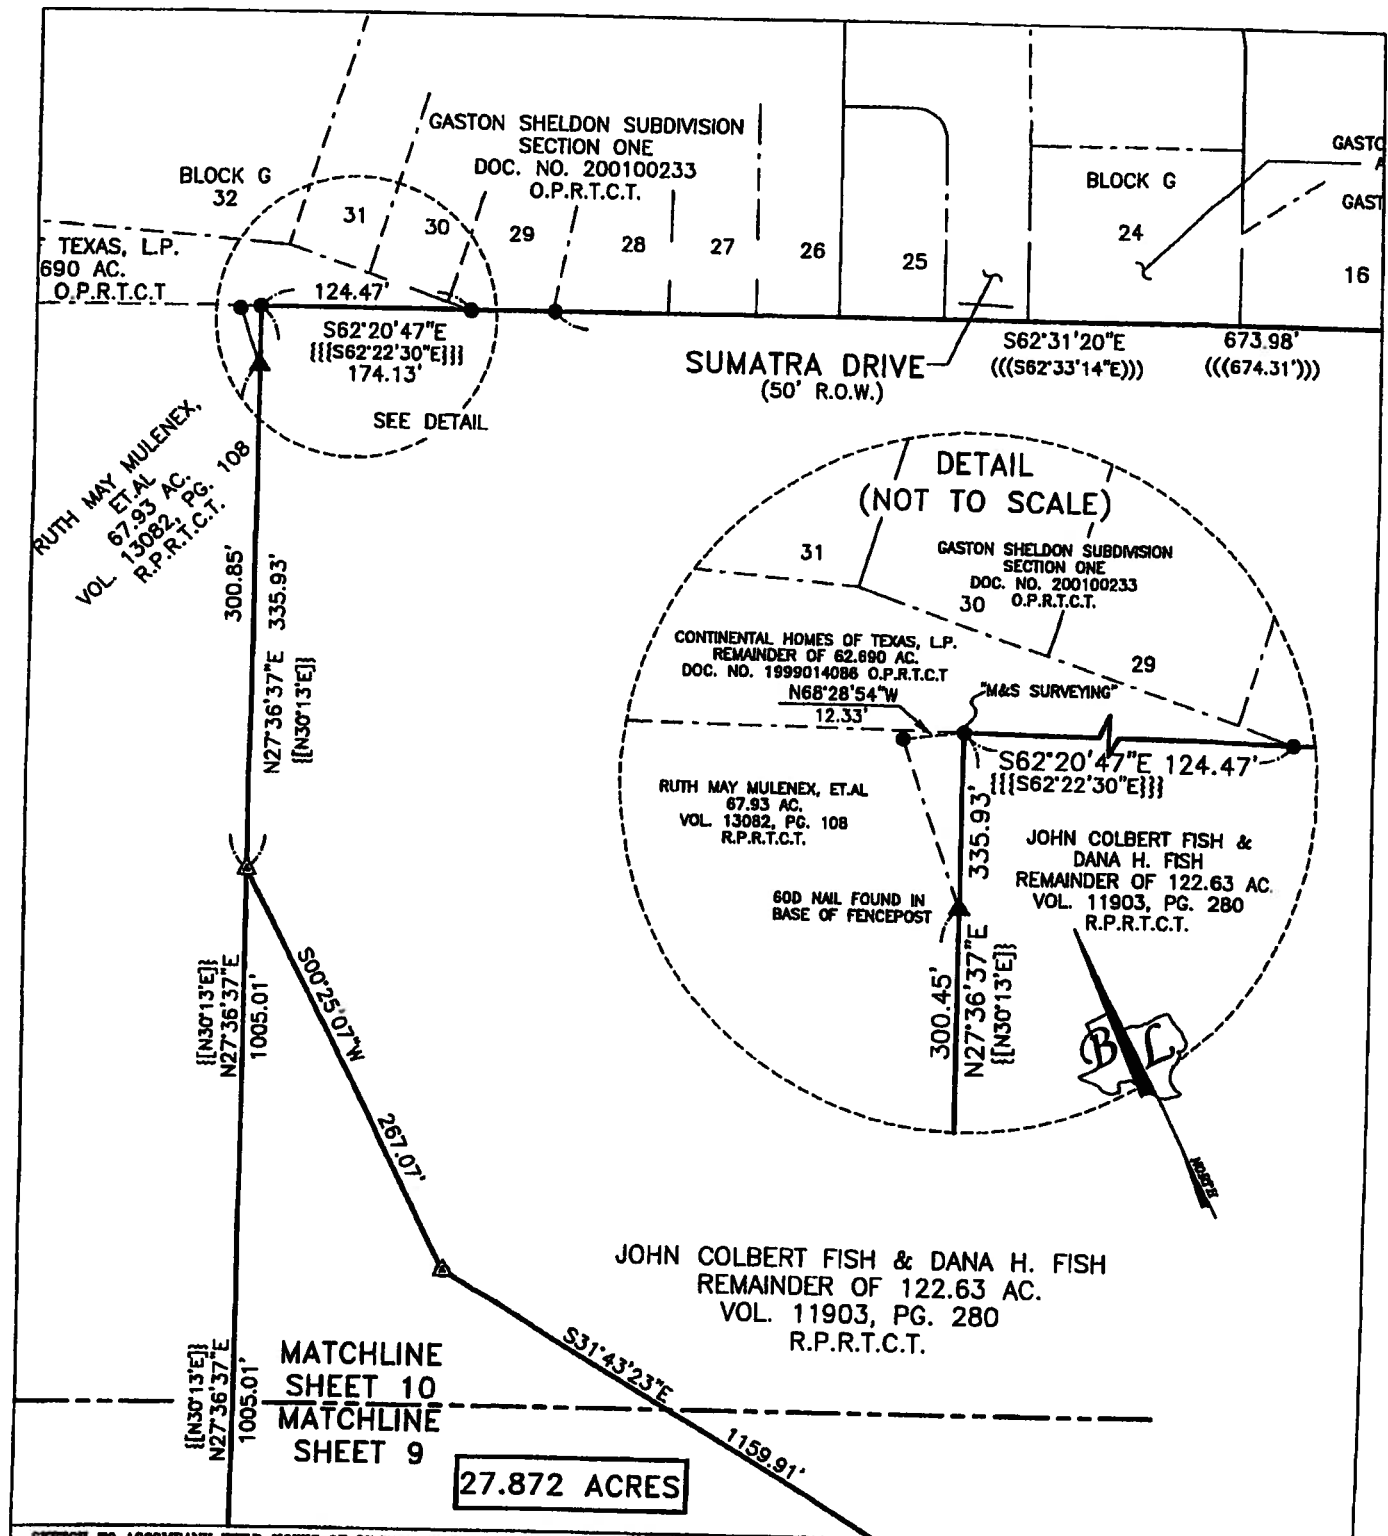 GASTON SHELDON SUBDIVISION
SECTION ONE
DOC. NO. 200100233
O.P.R.T.C.T.
BLOCK G
32
31
30
29
28
27
26
25
BLOCK G
24
GASTO
A
GAST
16
TEXAS, L.P.
690 AC.
O.P.R.T.C.T
124.47'
S62°20'47"E
{{{S62°22'30"E}}}
174.13'
SEE DETAIL
SUMATRA DRIVE
(50' R.O.W.)
S62°31'20"E
(((S62°33'14"E)))
673.98'
(((674.31')))
RUTH MAY MULENEX,
ET.AL
67.93 AC.
VOL. 13082, PG. 108
R.P.R.T.C.T.
300.85'
N27°36'37"E 335.93'
{[N30°13'E]}
DETAIL
(NOT TO SCALE)
31
GASTON SHELDON SUBDIVISION
SECTION ONE
DOC. NO. 200100233
O.P.R.T.C.T.
30
29
CONTINENTAL HOMES OF TEXAS, L.P.
REMAINDER OF 62.690 AC.
DOC. NO. 1999014086 O.P.R.T.C.T
N68°28'54"W
12.33'
"M&S SURVEYING"
S62°20'47"E 124.47'
{{{S62°22'30"E}}}
RUTH MAY MULENEX, ET.AL
67.93 AC.
VOL. 13082, PG. 108
R.P.R.T.C.T.
335.93'
JOHN COLBERT FISH &
DANA H. FISH
REMAINDER OF 122.63 AC.
VOL. 11903, PG. 280
R.P.R.T.C.T.
60D NAIL FOUND IN
BASE OF FENCEPOST
300.45'
N27°36'37"E
{[N30°13'E]}
B L
NORTH
{[N30°13'E]}
N27°36'37"E
1005.01'
S00°25'07"W
267.07'
JOHN COLBERT FISH & DANA H. FISH
REMAINDER OF 122.63 AC.
VOL. 11903, PG. 280
R.P.R.T.C.T.
S31°43'23"E
1159.91'
{[N30°13'E]}
N27°36'37"E
1005.01'
MATCHLINE
SHEET 10
MATCHLINE
SHEET 9
27.872 ACRES